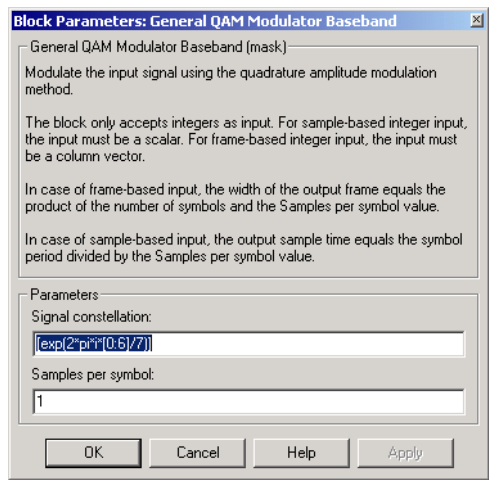 Block Parameters: General QAM Modulator Baseband
General QAM Modulator Baseband (mask)
Modulate the input signal using the quadrature amplitude modulation
method.
The block only accepts integers as input. For sample-based integer input,
the input must be a scalar. For frame-based integer input, the input must
be a column vector.
In case of frame-based input, the width of the output frame equals the
product of the number of symbols and the Samples per symbol value.
In case of sample-based input, the output sample time equals the symbol
period divided by the Samples per symbol value.
Parameters
Signal constellation:
[exp(2*pi*i*[0:6]/7)]
Samples per symbol:
1
OK Cancel Help Apply